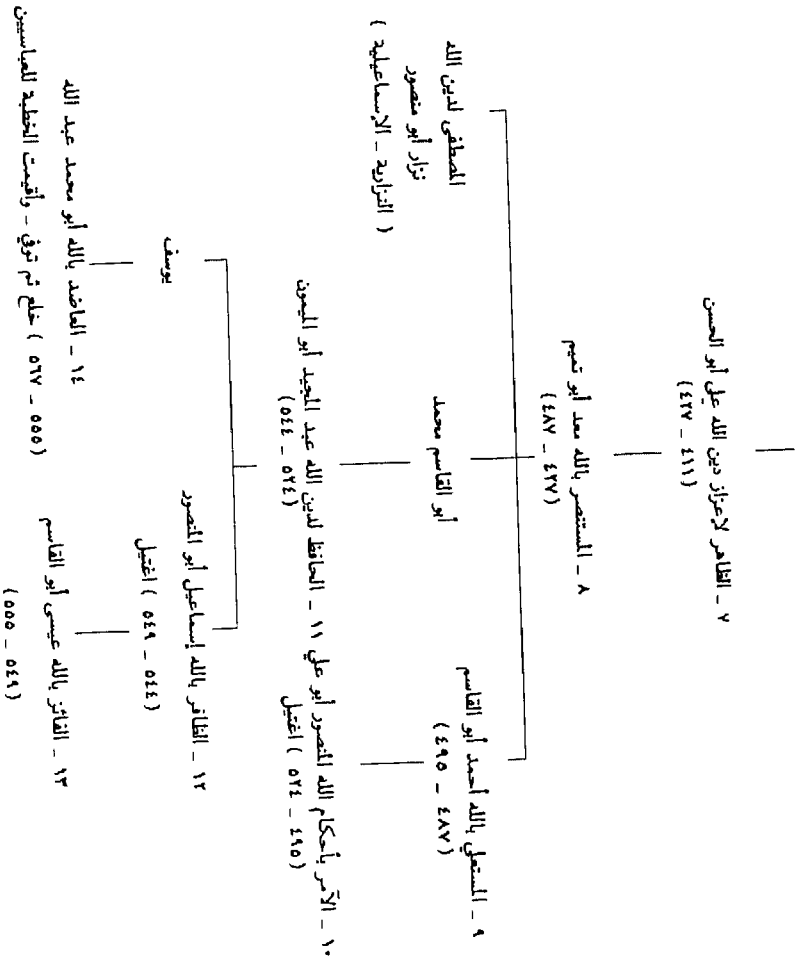 ٧ - الظاهر لاعزاز دين الله علي أبو الحسن
(٤١١ - ٤٢٧)
٨ - المستنصر بالله معد أبو تميم
(٤٢٧ - ٤٨٧)
٩ - المستعلي بالله أحمد أبو القاسم
(٤٨٧ - ٤٩٥)
أبو القاسم محمد
المصطفى لدين الله
نزار أبو منصور
(النزارية - الإسماعيلية)
١٠ - الآمر بأحكام الله المنصور أبو علي
(٤٩٥ - ٥٢٤) اغتيل
١١ - الحافظ لدين الله عبد المجيد أبو الميمون
(٥٢٤ - ٥٤٤)
١٢ - الظافر بالله إسماعيل أبو المنصور
(٥٤٤ - ٥٤٩) اغتيل
يوسف
١٣ - الفائز بالله عيسى أبو القاسم
(٥٤٩ - ٥٥٥)
١٤ - العاضد بالله أبو محمد عبد الله
(٥٥٥ - ٥٦٧) خلع ثم توفي - وأقيمت الخطبة للعباسيين